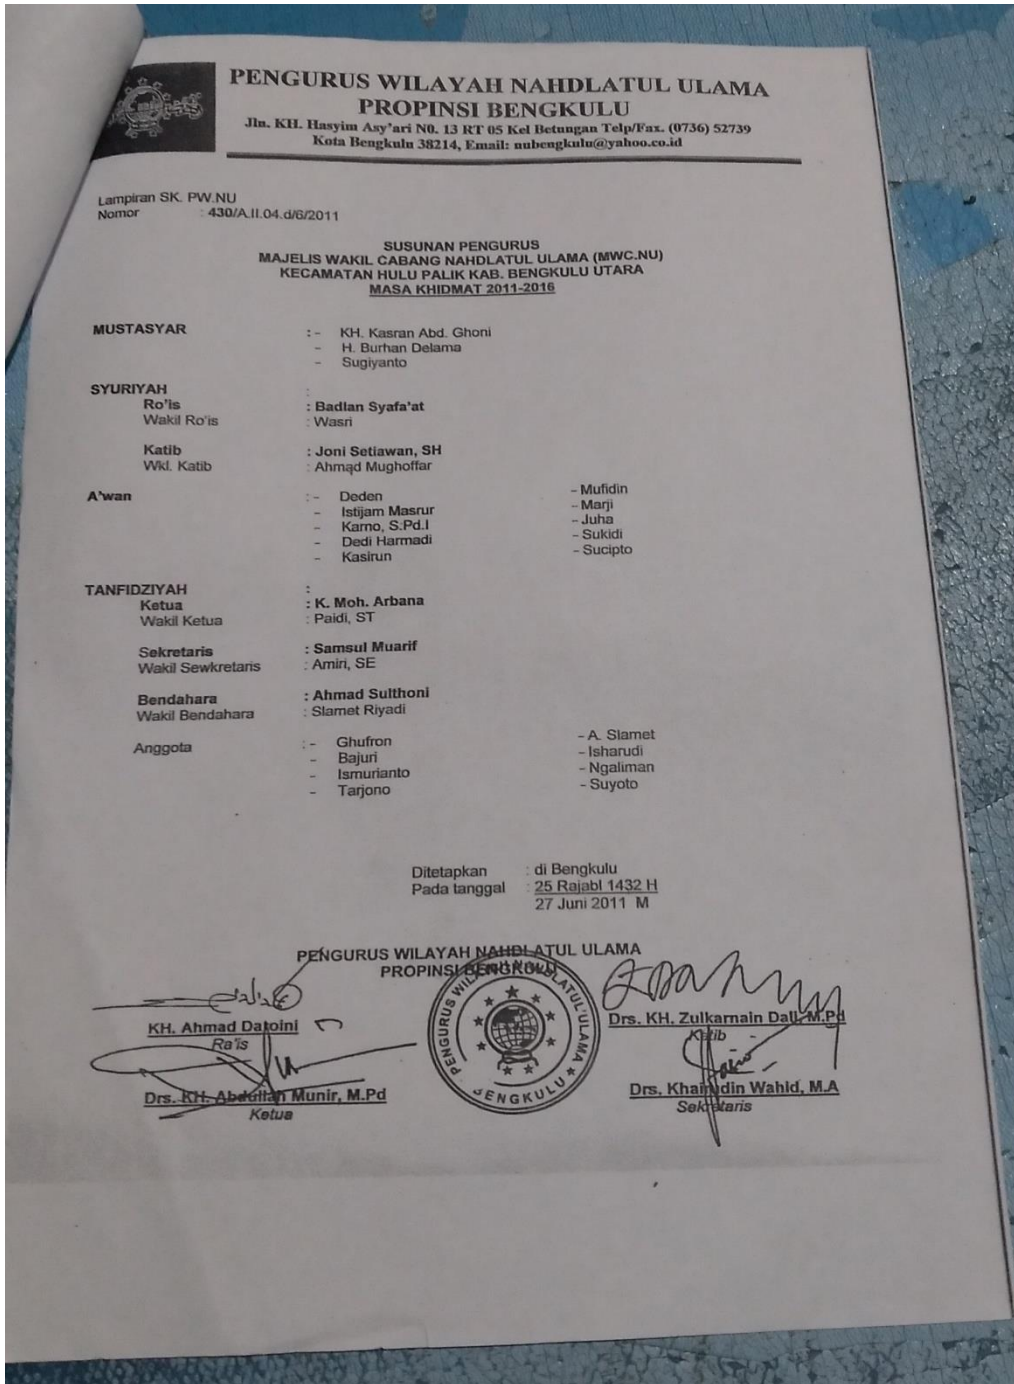 PENGURUS WILAYAH NAHDLATUL ULAMA
PROPINSI BENGKULU
Jln. KH. Hasyim Asy'ari N0. 13 RT 05 Kel Betungan Telp/Fax. (0736) 52739
Kota Bengkulu 38214, Email: nubengkulu@yahoo.co.id
Lampiran SK. PW.NU
Nomor : 430/A.II.04.d/6/2011
SUSUNAN PENGURUS
MAJELIS WAKIL CABANG NAHDLATUL ULAMA (MWC.NU)
KECAMATAN HULU PALIK KAB. BENGKULU UTARA
MASA KHIDMAT 2011-2016
MUSTASYAR : - KH. Kasran Abd. Ghoni
- H. Burhan Delama
- Sugiyanto
SYURIYAH :
Ro'is : Badlan Syafa'at
Wakil Ro'is : Wasri
Katib : Joni Setiawan, SH
Wkl. Katib : Ahmad Mughoffar
A'wan : - Deden - Mufidin
- Istijam Masrur - Marji
- Karno, S.Pd.I - Juha
- Dedi Harmadi - Sukidi
- Kasirun - Sucipto
TANFIDZIYAH :
Ketua : K. Moh. Arbana
Wakil Ketua : Paidi, ST
Sekretaris : Samsul Muarif
Wakil Sewkretaris : Amiri, SE
Bendahara : Ahmad Sulthoni
Wakil Bendahara : Slamet Riyadi
Anggota : - Ghufron - A. Slamet
- Bajuri - Isharudi
- Ismurianto - Ngaliman
- Tarjono - Suyoto
Ditetapkan : di Bengkulu
Pada tanggal : 25 Rajabl 1432 H
27 Juni 2011 M
PENGURUS WILAYAH NAHDLATUL ULAMA
PROPINSI BENGKULU
PENGURUS WILAYAH NAHDLATUL ULAMA
BENGKULU
KH. Ahmad Datoini
Ra'is
Drs. KH. Zulkarnain Dali, M.Pd
Katib
Drs. KH. Abdullah Munir, M.Pd
Ketua
Drs. Khairudin Wahid, M.A
Sekretaris